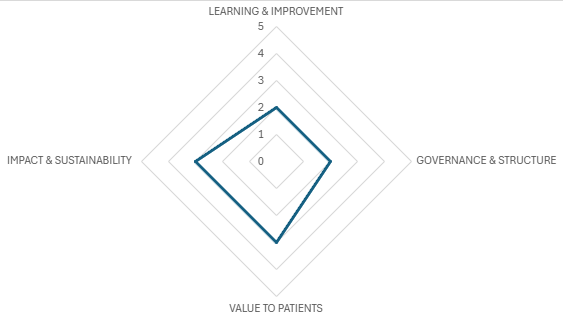 LEARNING & IMPROVEMENT
5
4
3
2
1
0
IMPACT & SUSTAINABILITY
GOVERNANCE & STRUCTURE
VALUE TO PATIENTS